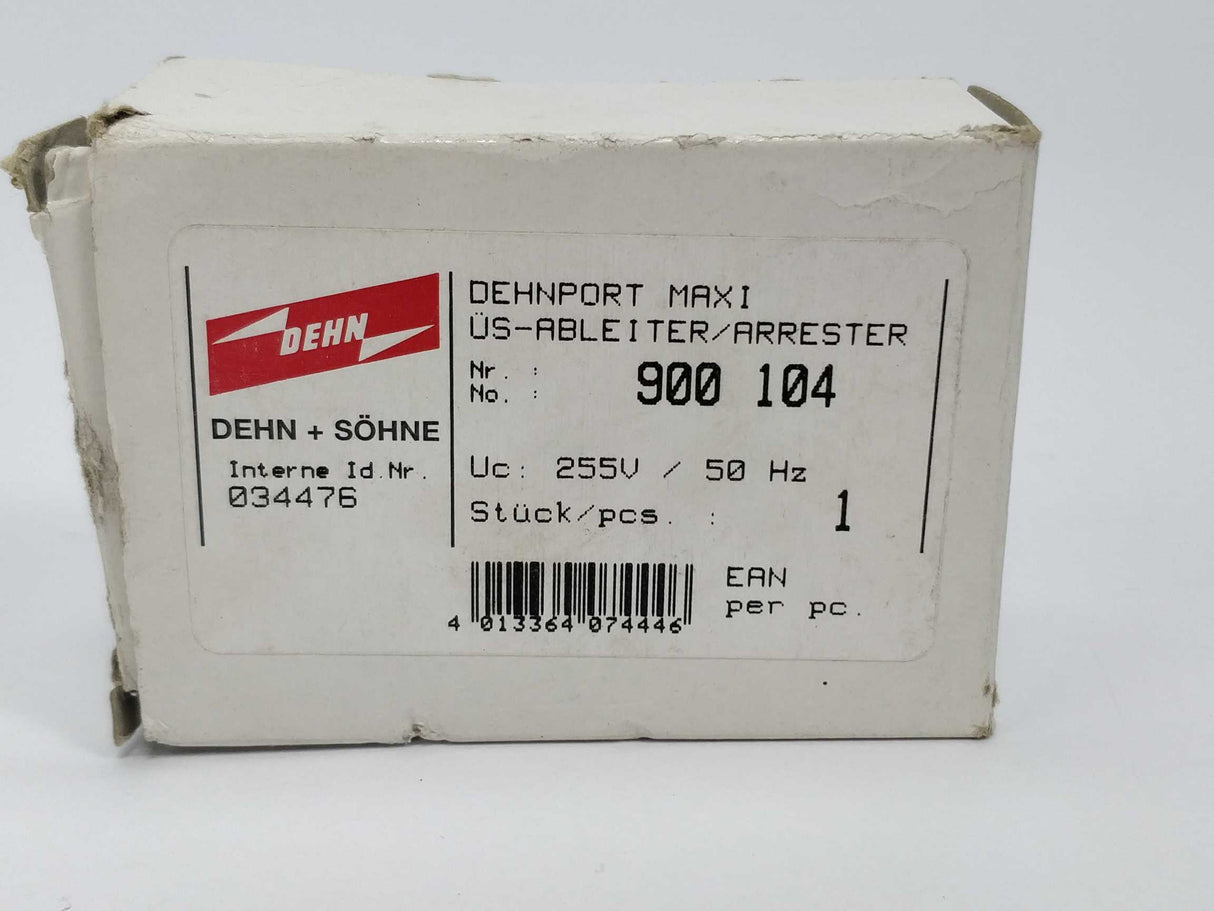 DEHN
DEHN + SÖHNE
Interne Id.Nr.
034476
DEHNPORT MAXI
ÜS-ABLEITER/ARRESTER
Nr. :
No. :
900 104
Uc: 255V / 50 Hz
Stück/pcs. : 1
4 013364 074446
EAN
per pc.